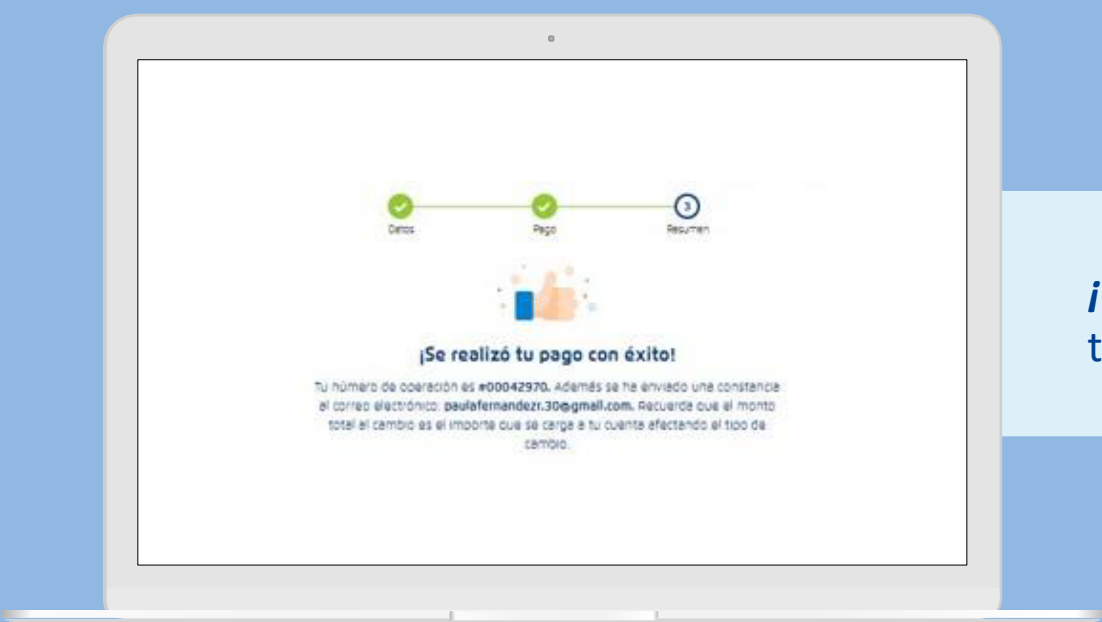 Datos
Pago
3
Resumen
¡Se realizó tu pago con éxito!
Tu número de operación es #00042970. Además se ha enviado una constancia
al correo electrónico: paulafernandezr.30@gmail.com. Recuerda que el monto
total al cambio es el importe que se carga a tu cuenta afectando el tipo de
cambio.
¡
t